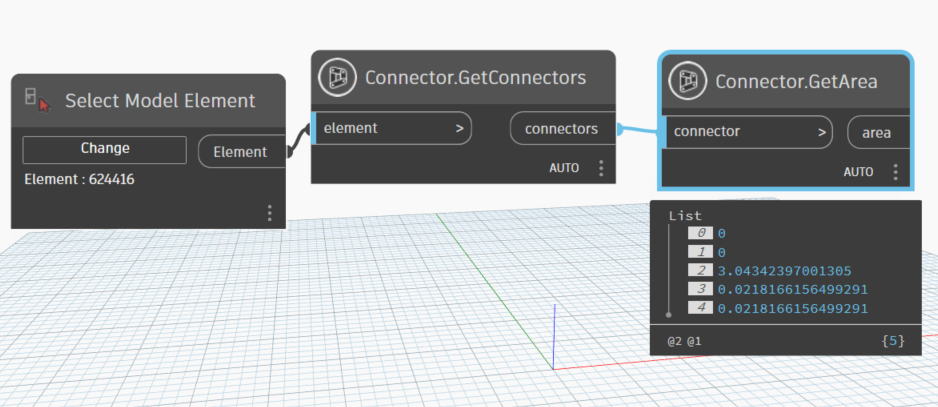 Select Model Element
Change
Element
Element : 624416
Connector.GetConnectors
element >
connectors
AUTO
Connector.GetArea
connector >
area
AUTO
List
0 0
1 0
2 3.04342397001305
3 0.0218166156499291
4 0.0218166156499291
@2 @1 {5}